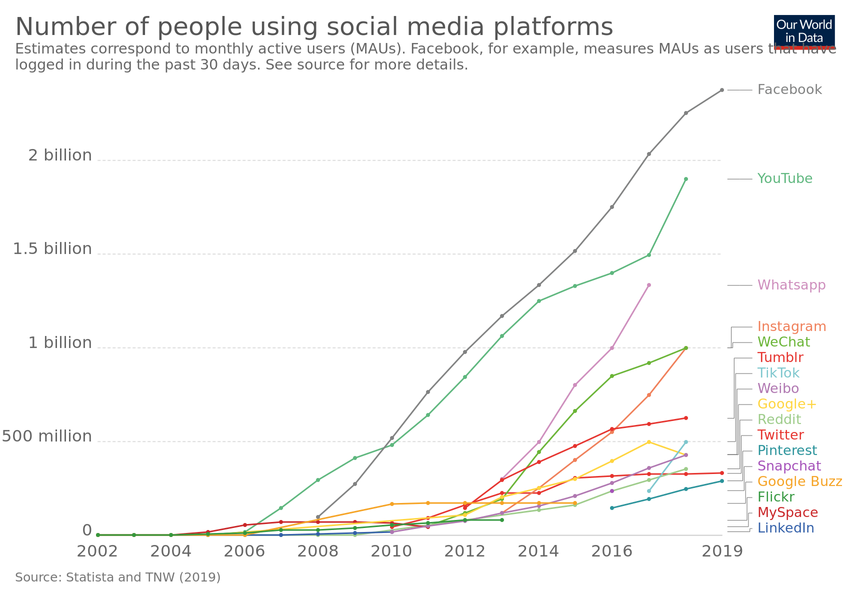 Number of people using social media platforms
Our World
in Data
Estimates correspond to monthly active users (MAUs). Facebook, for example, measures MAUs as users that have
logged in during the past 30 days. See source for more details.
Facebook
2 billion
YouTube
1.5 billion
Whatsapp
Instagram
1 billion
WeChat
Tumblr
TikTok
Weibo
Google+
Reddit
500 million
Twitter
Pinterest
Snapchat
Google Buzz
Flickr
MySpace
0
LinkedIn
2002
2004
2006
2008
2010
2012
2014
2016
2019
Source: Statista and TNW (2019)